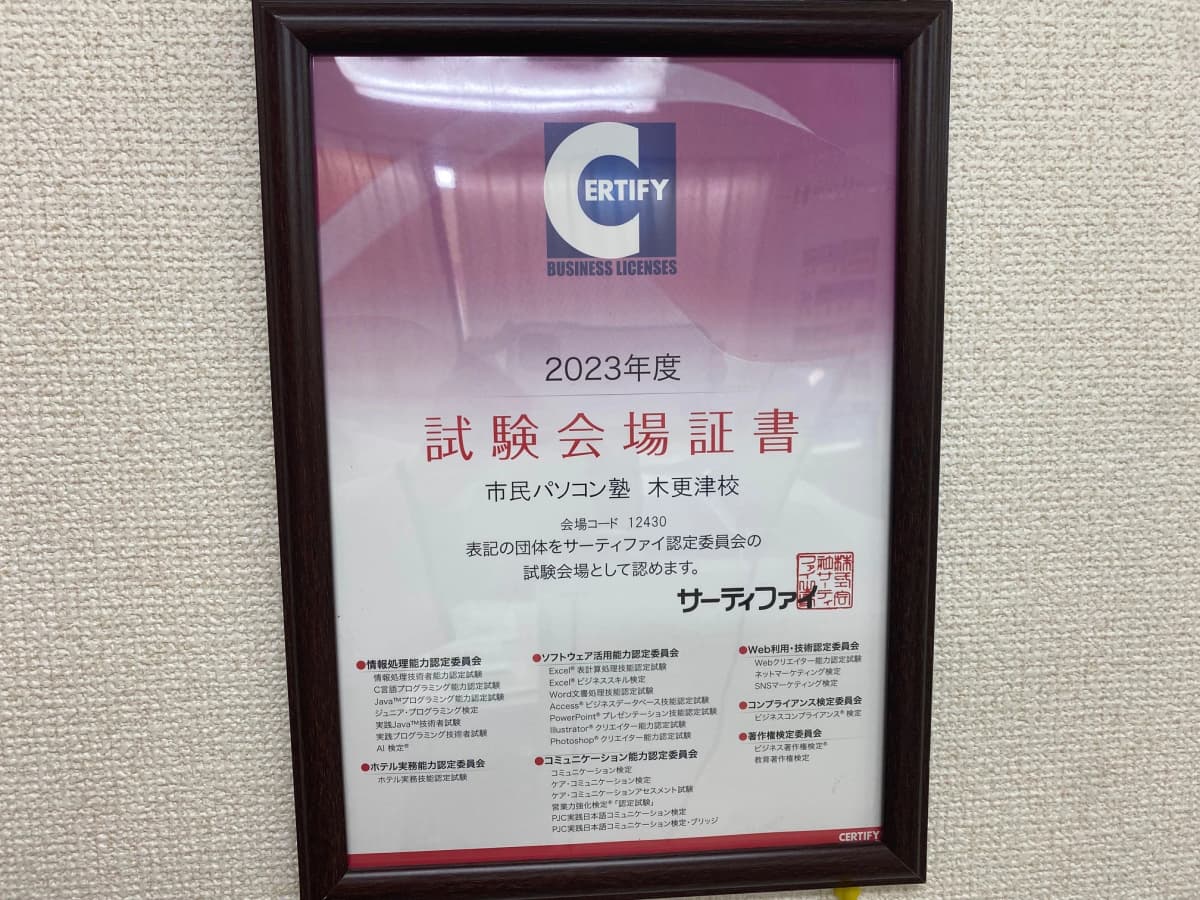 CERTIFY
BUSINESS LICENSES
2023年度
試験会場証書
市民パソコン塾 木更津校
会場コード 12430
表記の団体をサーティファイ認定委員会の
試験会場として認めます。
サーティファイ
●情報処理能力認定委員会
情報処理技術者能力認定試験
C言語プログラミング能力認定試験
Java™プログラミング能力認定試験
ジュニア・プログラミング検定
実践Java™技術者試験
実践プログラミング技術者試験
AI 検定®
●ホテル実務能力認定委員会
ホテル実務技能認定試験
●ソフトウェア活用能力認定委員会
Excel®表計算処理技能認定試験
Excel®ビジネススキル検定
Word文書処理技能認定試験
Access®ビジネスデータベース技能認定試験
PowerPoint®プレゼンテーション技能認定試験
Illustrator®クリエイター能力認定試験
Photoshop®クリエイター能力認定試験
●コミュニケーション能力認定委員会
コミュニケーション検定
ケア・コミュニケーション検定
ケア・コミュニケーションアセスメント試験
営業力強化検定®「認定試験」
PJC実践日本語コミュニケーション検定
PJC実践日本語コミュニケーション検定・ブリッジ
●Web利用・技術認定委員会
Webクリエイター能力認定試験
ネットマーケティング検定
SNSマーケティング検定
●コンプライアンス検定委員会
ビジネスコンプライアンス®検定
●著作権検定委員会
ビジネス著作権検定®
教育著作権検定
CERTIFY